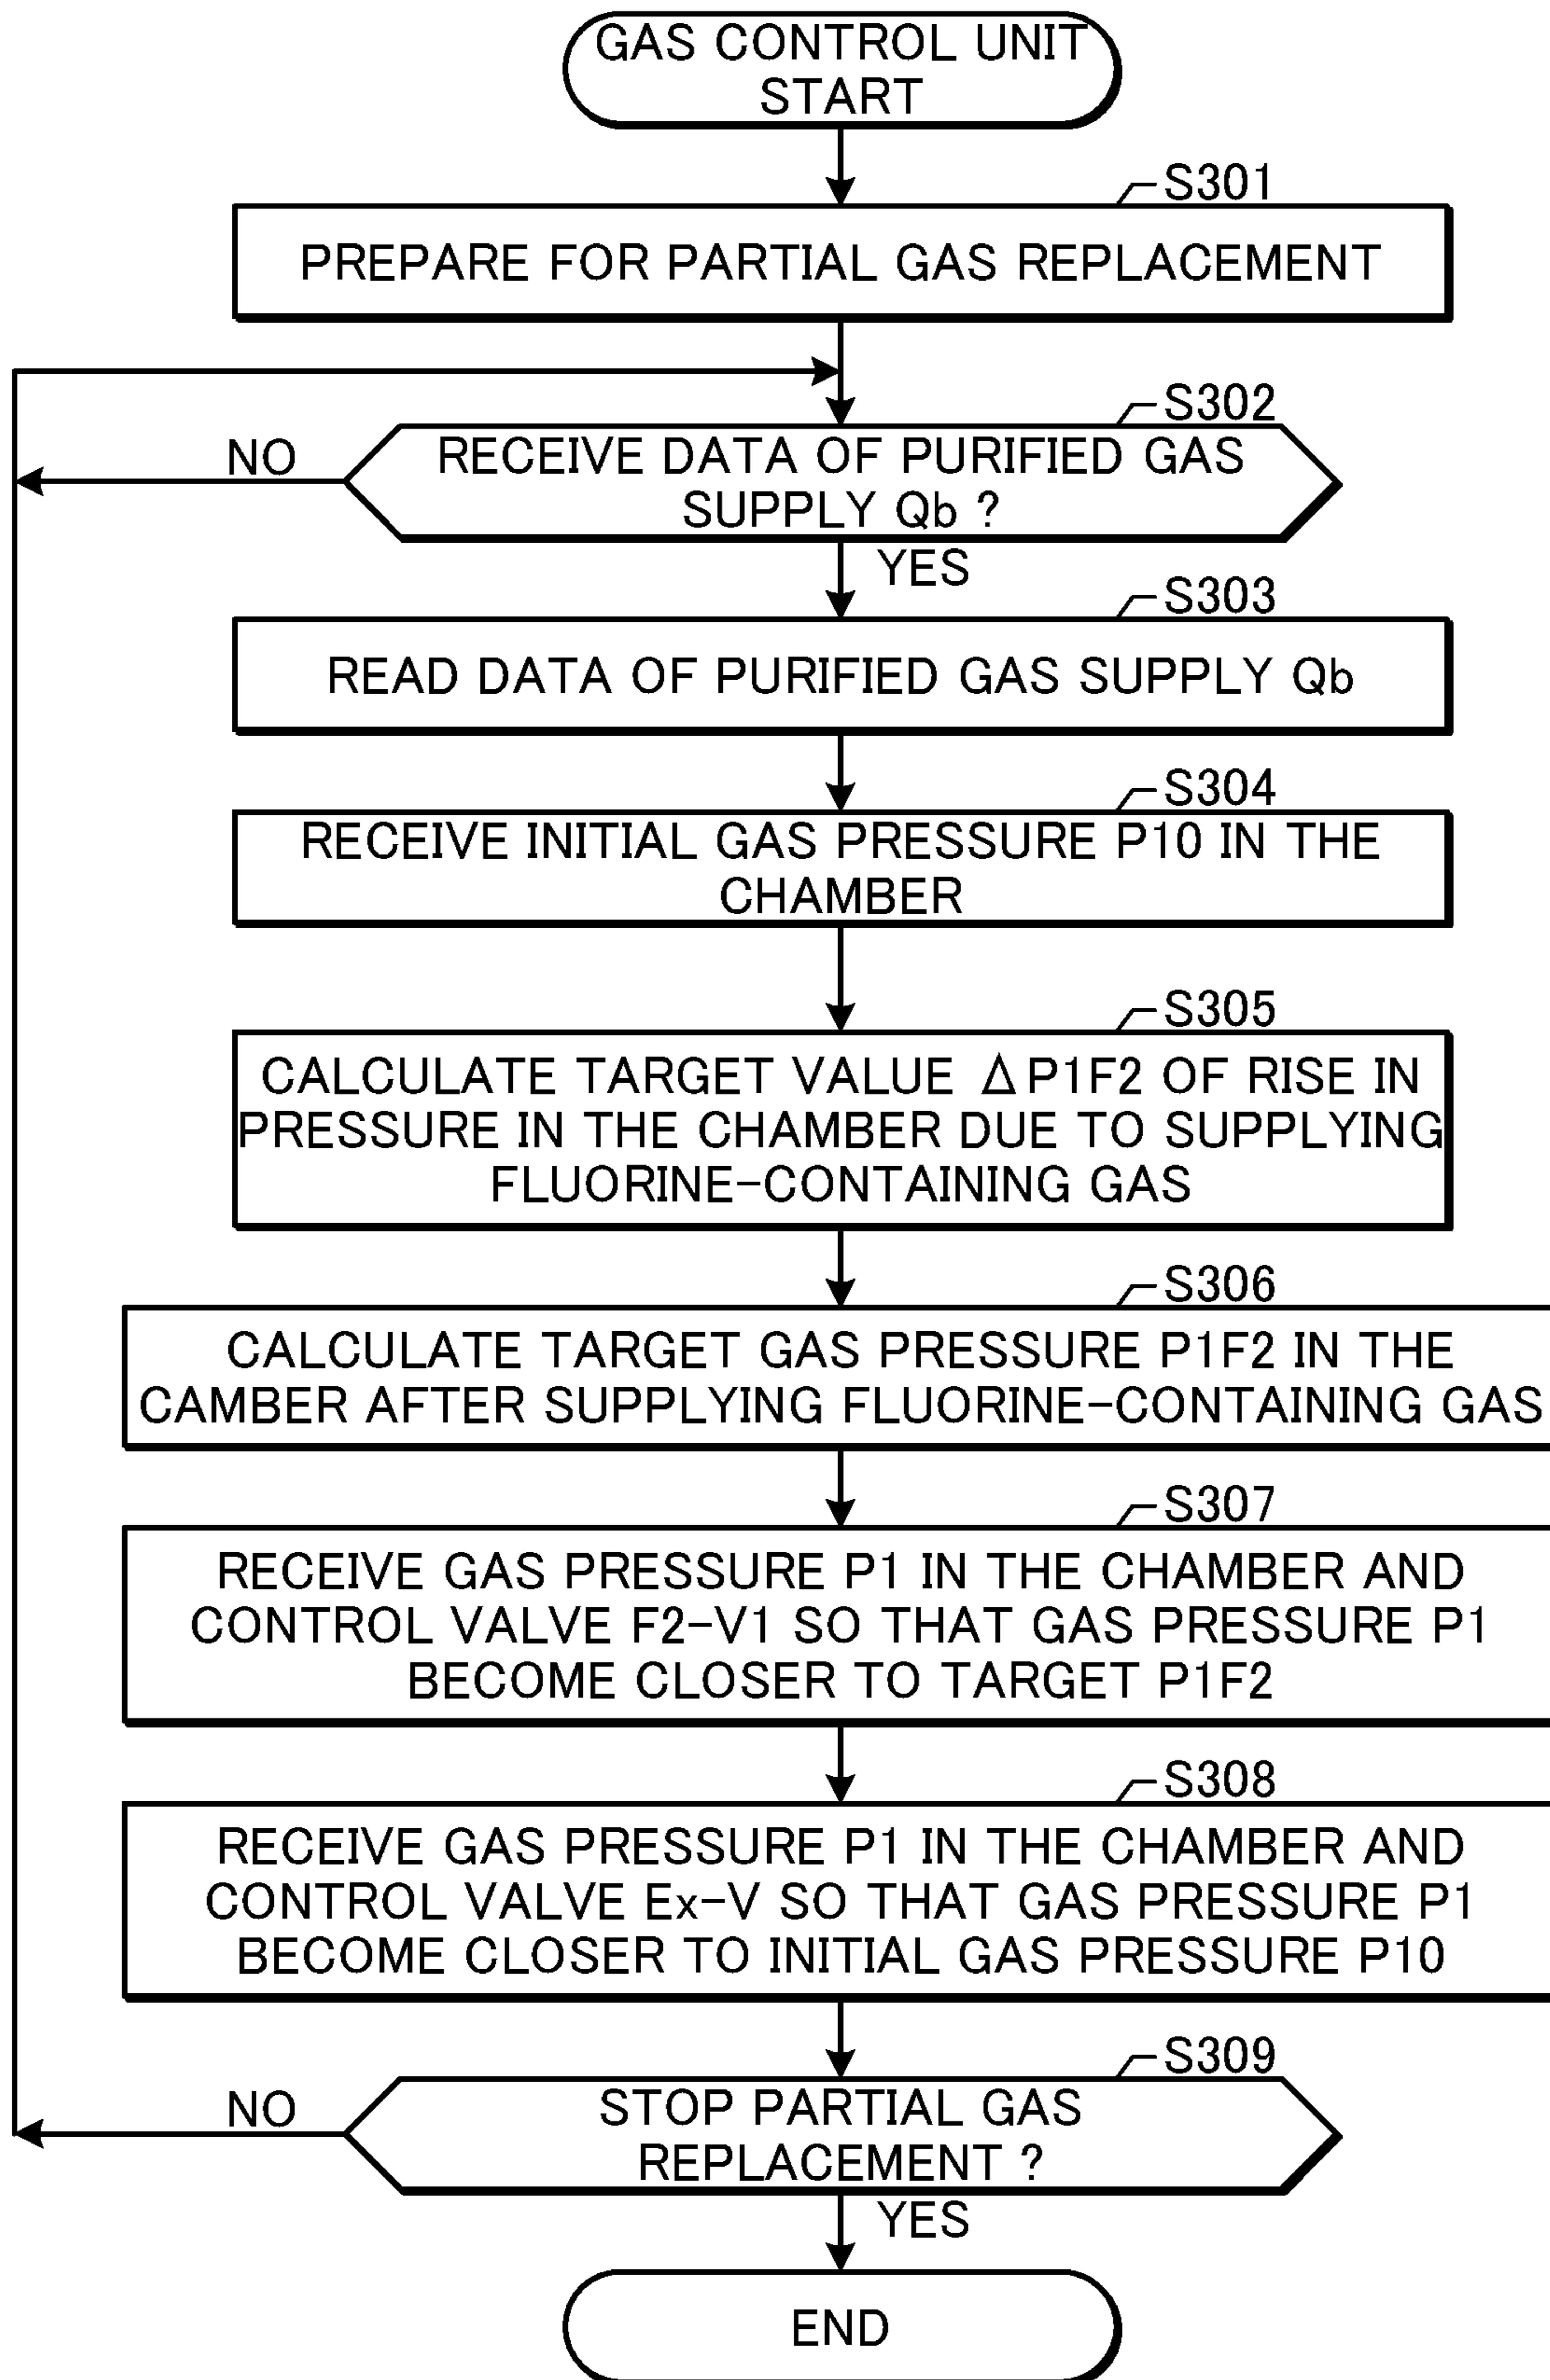 GAS CONTROL UNIT
START
S301
PREPARE FOR PARTIAL GAS REPLACEMENT
S302
RECEIVE DATA OF PURIFIED GAS
SUPPLY Qb ?
NO
YES
S303
READ DATA OF PURIFIED GAS SUPPLY Qb
S304
RECEIVE INITIAL GAS PRESSURE P10 IN THE
CHAMBER
S305
CALCULATE TARGET VALUE ΔP1F2 OF RISE IN
PRESSURE IN THE CHAMBER DUE TO SUPPLYING
FLUORINE-CONTAINING GAS
S306
CALCULATE TARGET GAS PRESSURE P1F2 IN THE
CAMBER AFTER SUPPLYING FLUORINE-CONTAINING GAS
S307
RECEIVE GAS PRESSURE P1 IN THE CHAMBER AND
CONTROL VALVE F2-V1 SO THAT GAS PRESSURE P1
BECOME CLOSER TO TARGET P1F2
S308
RECEIVE GAS PRESSURE P1 IN THE CHAMBER AND
CONTROL VALVE Ex-V SO THAT GAS PRESSURE P1
BECOME CLOSER TO INITIAL GAS PRESSURE P10
S309
STOP PARTIAL GAS
REPLACEMENT ?
NO
YES
END